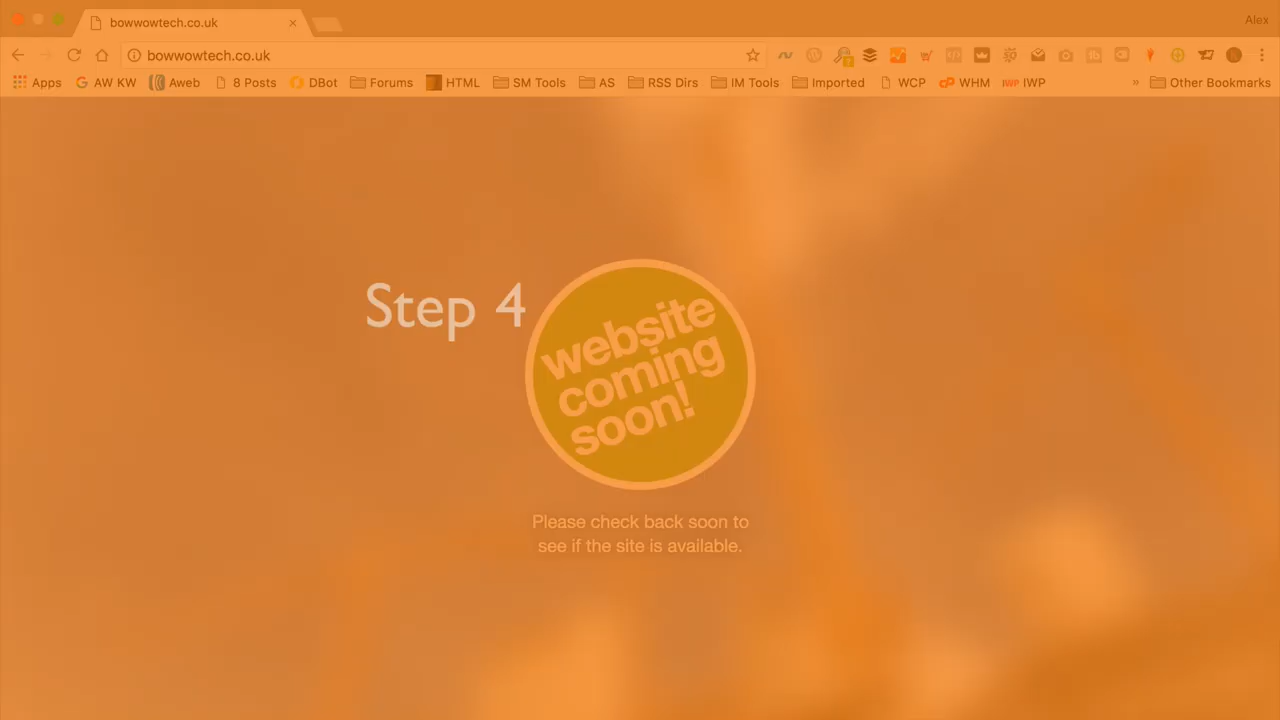 bowwowtech.co.uk
Alex
bowwowtech.co.uk
Apps AW KW Aweb 8 Posts DBot Forums HTML SM Tools AS RSS Dirs IM Tools Imported WCP WHM IWP IWP » Other Bookmarks
Step 4
website
coming
soon!
Please check back soon to
see if the site is available.